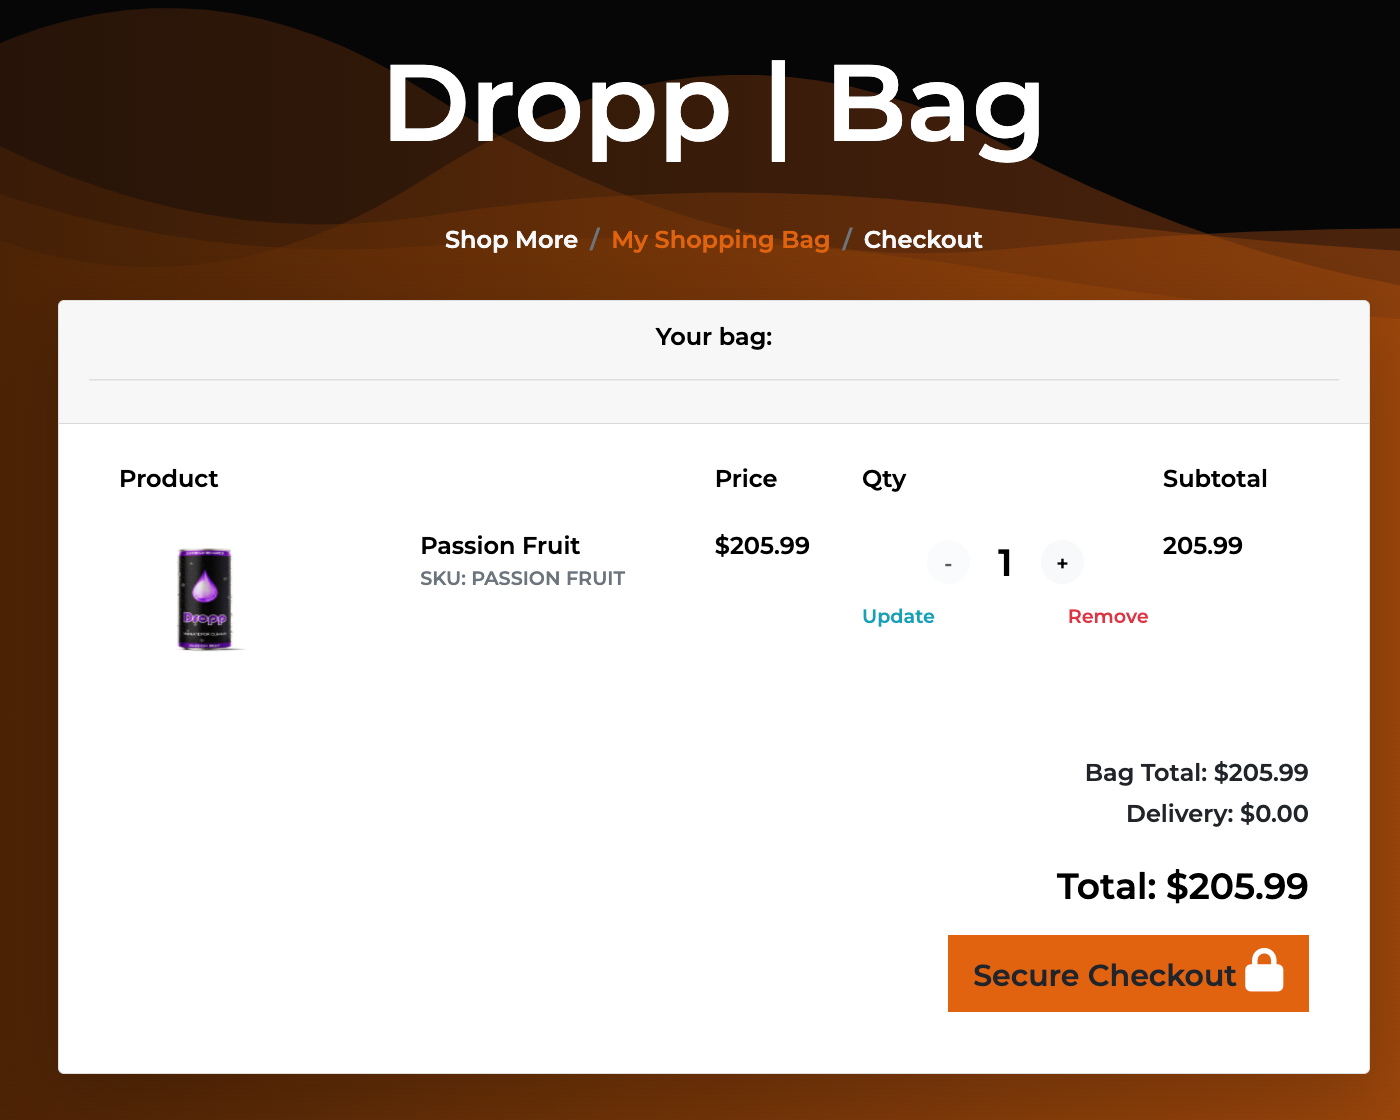 Dropp | Bag
Shop More / My Shopping Bag / Checkout
Your bag:
Product Price Qty Subtotal
Passion Fruit $205.99 - 1 + 205.99
SKU: PASSION FRUIT
Update Remove
Dropp
Bag Total: $205.99
Delivery: $0.00
Total: $205.99
Secure Checkout